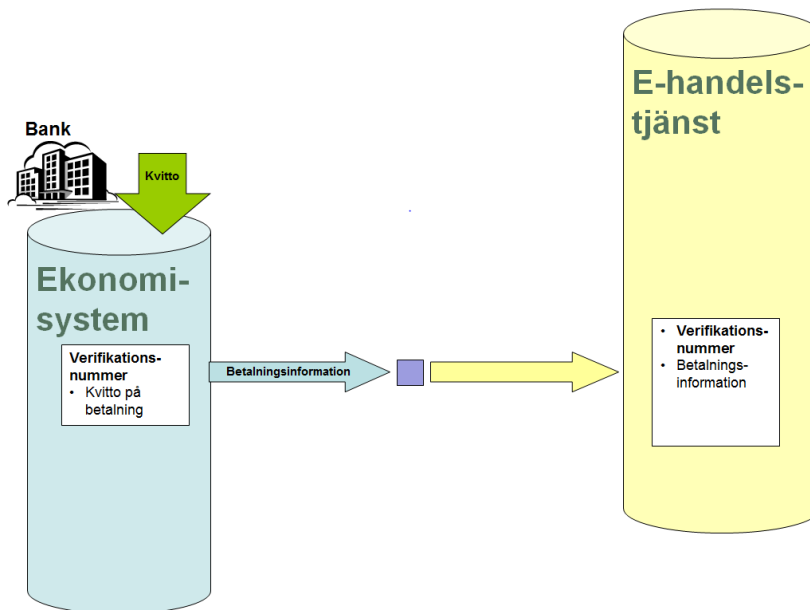 Bank
Kvitto
Ekonomi-
system
Verifikations-
nummer
• Kvitto på
betalning
Betalningsinformation
E-handels-
tjänst
• Verifikations-
nummer
• Betalnings-
information